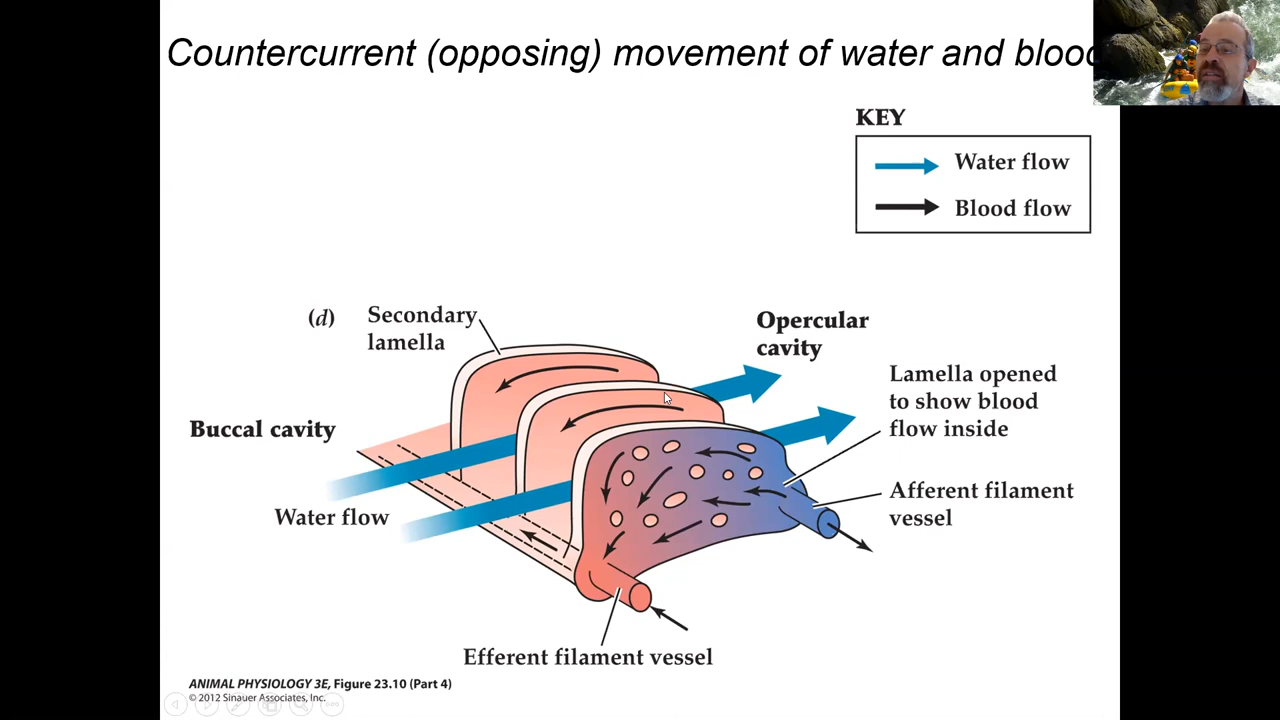 Countercurrent (opposing) movement of water and blood
KEY
Water flow
Blood flow
(d)
Secondary
lamella
Opercular
cavity
Lamella opened
to show blood
flow inside
Buccal cavity
Afferent filament
vessel
Water flow
Efferent filament vessel
ANIMAL PHYSIOLOGY 3E, Figure 23.10 (Part 4)
© 2012 Sinauer Associates, Inc.